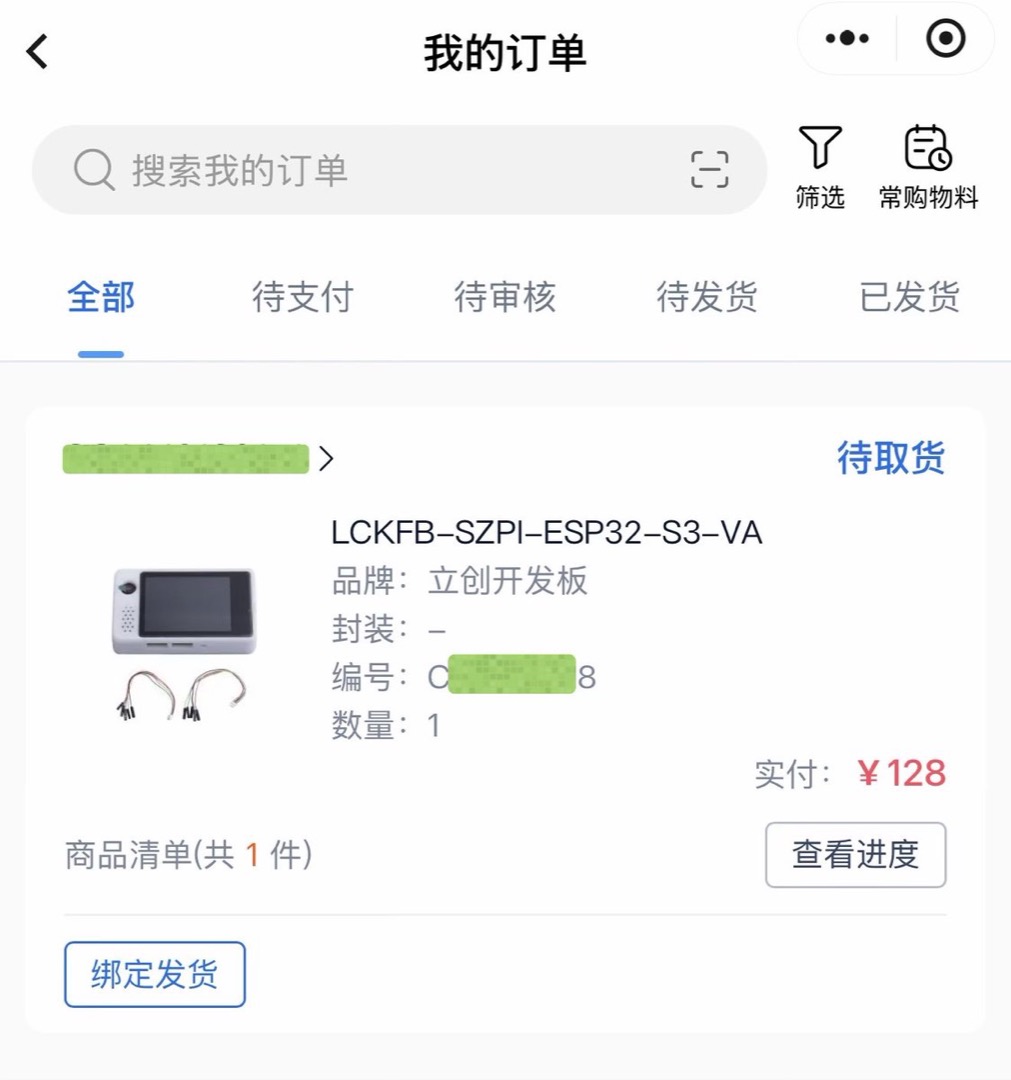 我的订单
搜索我的订单
筛选
常购物料
全部 待支付 待审核 待发货 已发货
待取货
LCKFB-SZPI-ESP32-S3-VA
品牌：立创开发板
封装：-
编号：C 8
数量：1
实付：￥128
商品清单(共 1 件)
查看进度
绑定发货